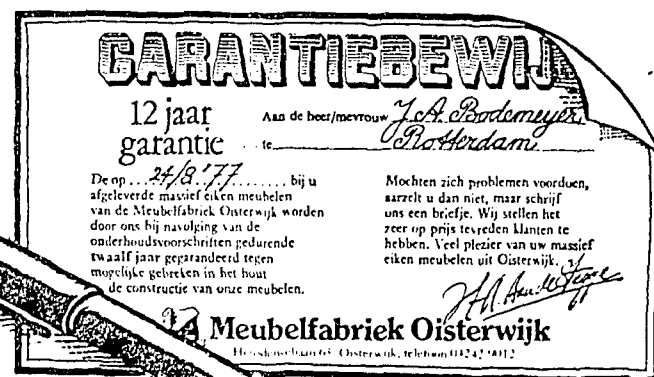 GARANTIEBEWIJ
12 jaar
garantie
Aan de heer/mevrouw J. A. Bodemeyer
te Rotterdam
De op ... 24/8 '77 ........ bij u
afgeleverde massief eiken meubelen
van de Meubelfabriek Oisterwijk worden
door ons bij navolging van de
onderhoudsvoorschriften gedurende
twaalf jaar gegarandeerd tegen
mogelijke gebreken in het hout
de constructie van onze meubelen.
Mochten zich problemen voordoen,
aarzelt u dan niet, maar schrijf
ons een briefje. Wij stellen het
zeer op prijs tevreden klanten te
hebben. Veel plezier van uw massief
eiken meubelen uit Oisterwijk.
Meubelfabriek Oisterwijk
Oisterwijk, telefoon 04242-9012